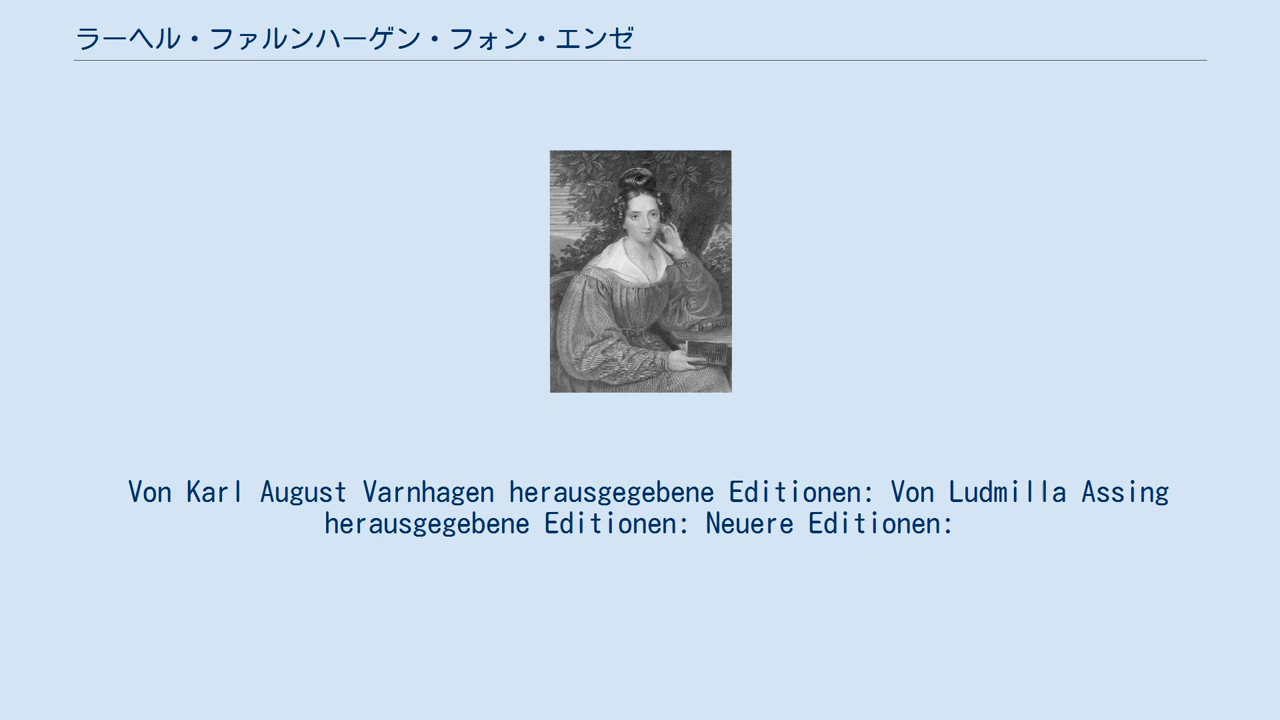 ラーヘル・ファルンハーゲン・フォン・エンゼ
Von Karl August Varnhagen herausgegebene Editionen: Von Ludmilla Assing
herausgegebene Editionen: Neuere Editionen: